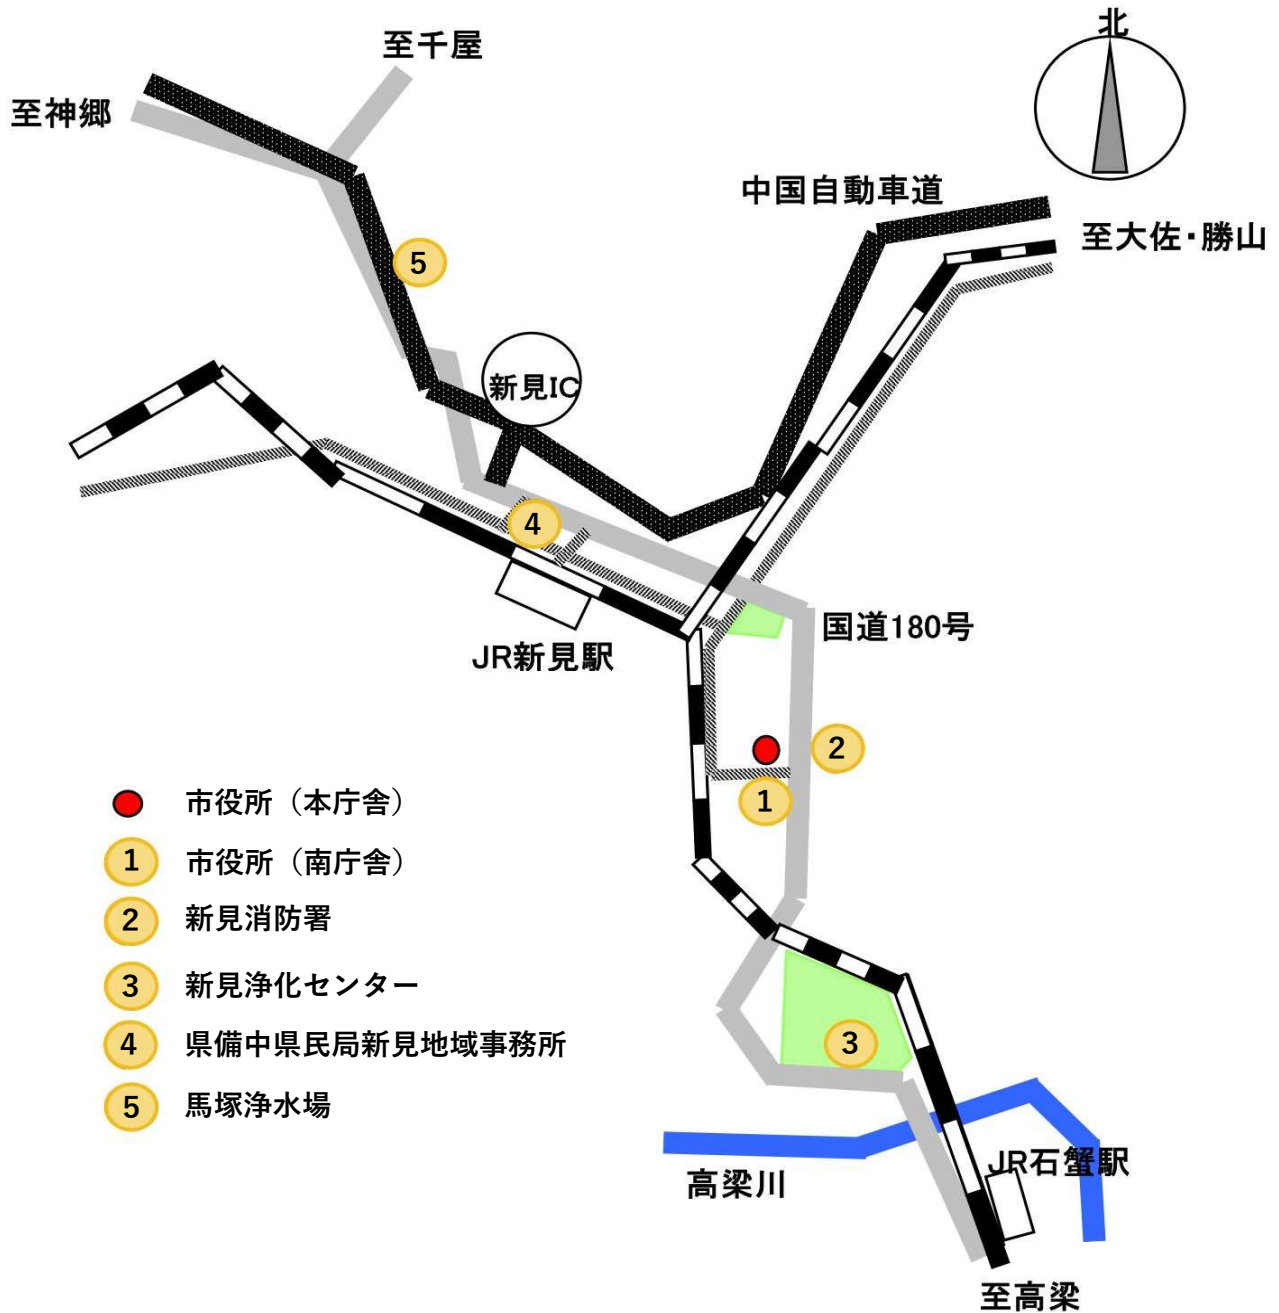 北
至千屋
至神郷
中国自動車道
至大佐・勝山
5
新見IC
4
国道180号
JR新見駅
2
1
市役所（本庁舎）
1 市役所（南庁舎）
2 新見消防署
3 新見浄化センター
4 県備中県民局新見地域事務所
5 馬塚浄水場
3
JR石蟹駅
高梁川
至高梁